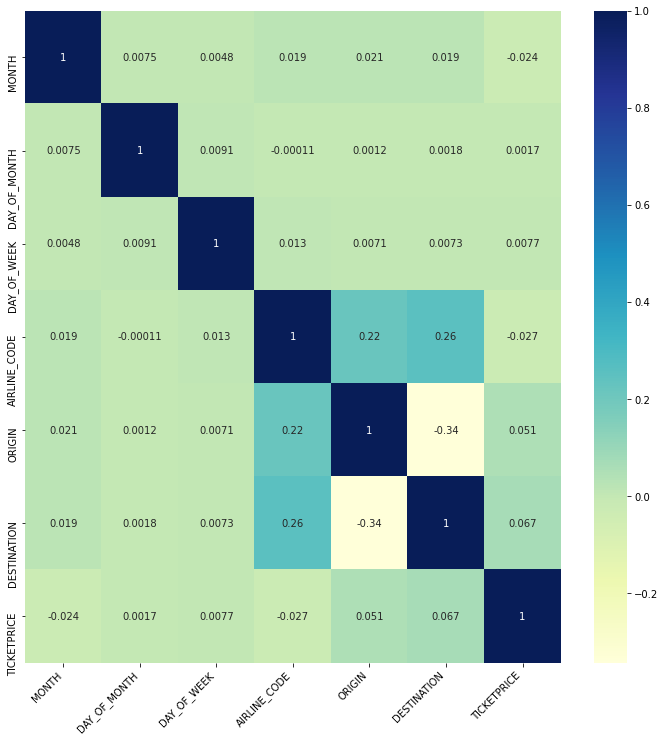 MONTH 1 0.0075 0.0048 0.019 0.021 0.019 -0.024
DAY_OF_MONTH 0.0075 1 0.0091 -0.00011 0.0012 0.0018 0.0017
DAY_OF_WEEK 0.0048 0.0091 1 0.013 0.0071 0.0073 0.0077
AIRLINE_CODE 0.019 -0.00011 0.013 1 0.22 0.26 -0.027
ORIGIN 0.021 0.0012 0.0071 0.22 1 -0.34 0.051
DESTINATION 0.019 0.0018 0.0073 0.26 -0.34 1 0.067
TICKETPRICE -0.024 0.0017 0.0077 -0.027 0.051 0.067 1
MONTH DAY_OF_MONTH DAY_OF_WEEK AIRLINE_CODE ORIGIN DESTINATION TICKETPRICE
1.0
0.8
0.6
0.4
0.2
0.0
−0.2